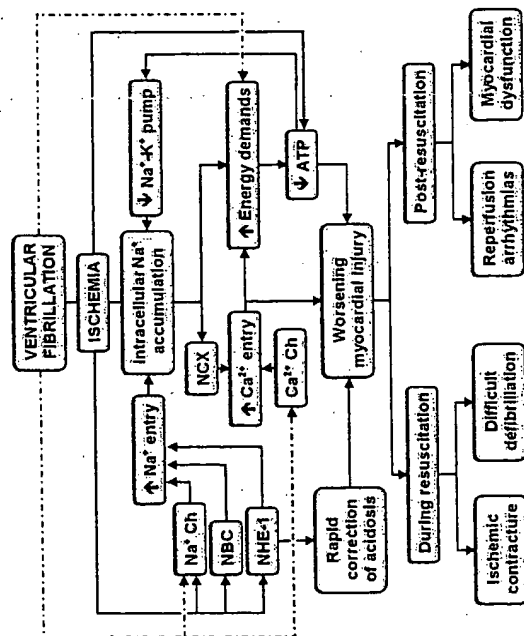 VENTRICULAR
FIBRILLATION
ISCHEMIA
↓ Na⁺-K⁺ pump
Intracellular Na⁺
accumulation
↑ Na⁺ entry
Na⁺ Ch
NBC
NHE-1
NCX
↑ Energy demands
↑ Ca²⁺ entry
↓ ATP
Ca²⁺ Ch
Rapid
correction
of acidosis
Worsening
myocardial Injury
During resuscitation
Post-resuscitation
Ischemic
contracture
Difficult
defibrillation
Reperfusion
arrhythmias
Myocardial
dysfunction